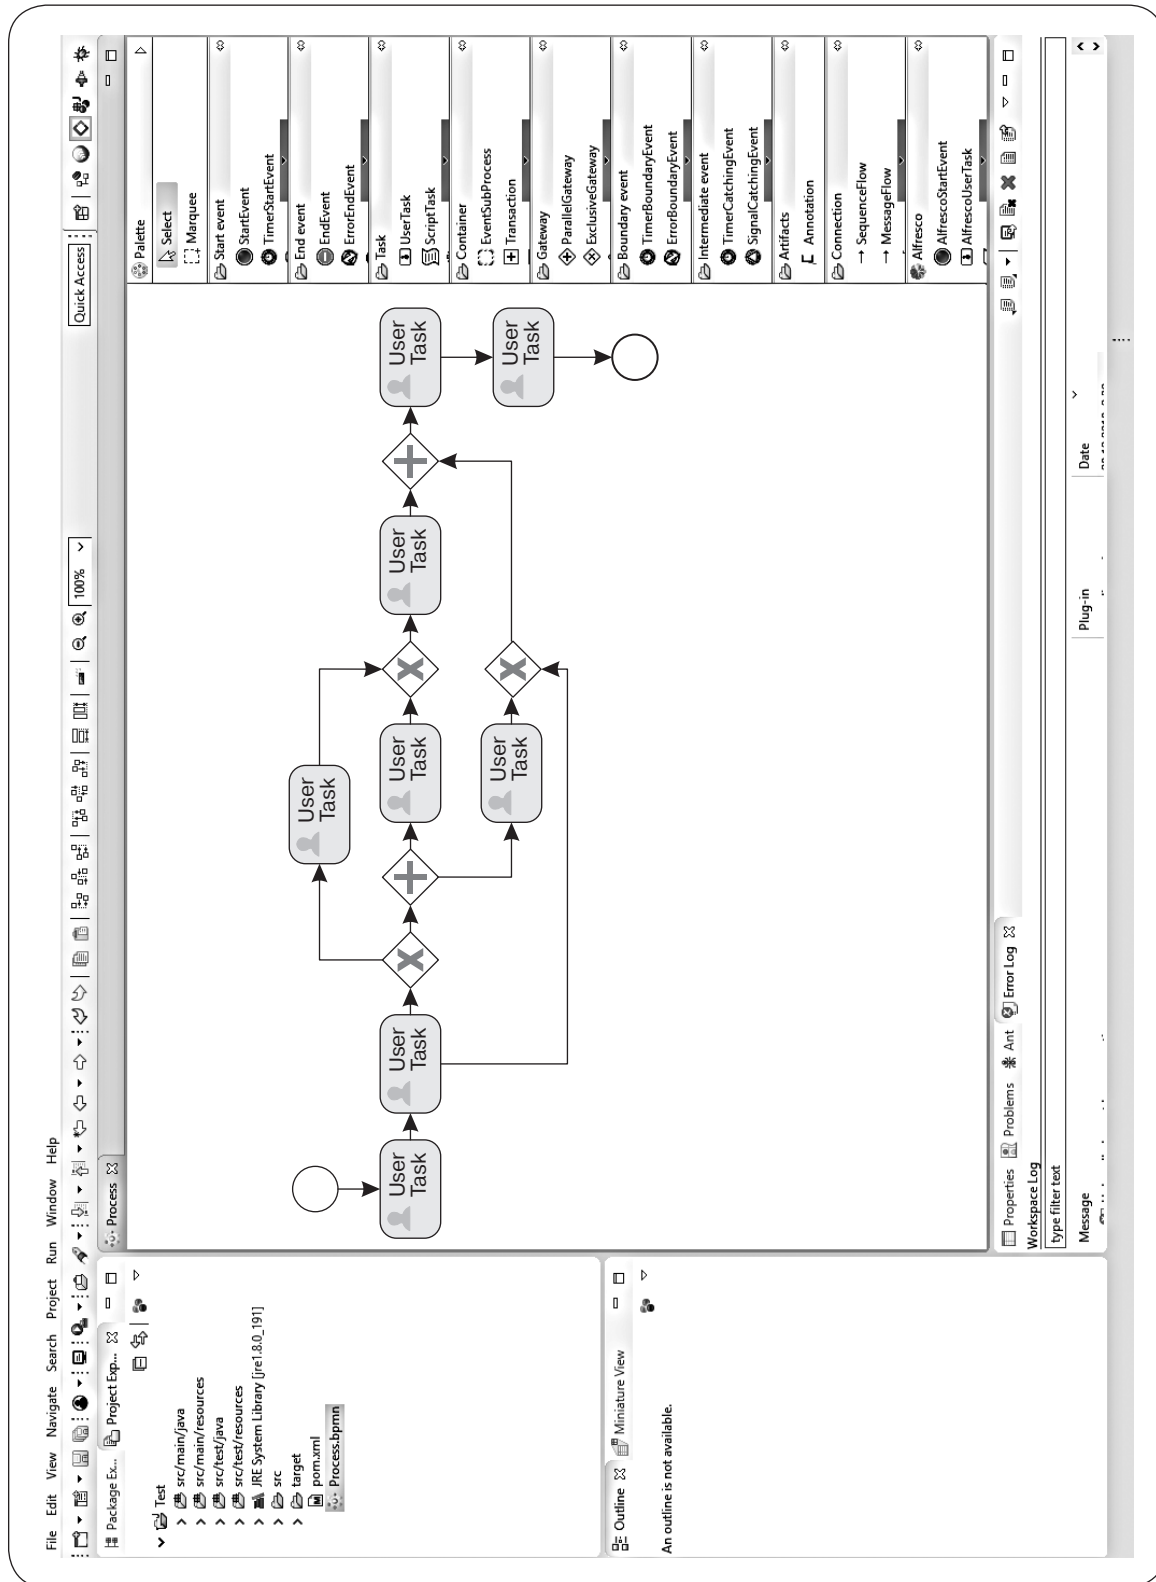 File Edit View Navigate Search Project Run Window Help
100%
Quick Access
Package Ex...
Project Exp...
Test
src/main/java
src/main/resources
src/test/java
src/test/resources
JRE System Library [jre1.8.0_191]
src
target
pom.xml
Process.bpmn
Outline
Miniature View
An outline is not available.
Process
User
Task
User
Task
User
Task
User
Task
User
Task
User
Task
User
Task
User
Task
Palette
Select
Marquee
Start event
StartEvent
TimerStartEvent
End event
EndEvent
ErrorEndEvent
Task
UserTask
ScriptTask
Container
EventSubProcess
Transaction
Gateway
ParallelGateway
ExclusiveGateway
Boundary event
TimerBoundaryEvent
ErrorBoundaryEvent
Intermediate event
TimerCatchingEvent
SignalCatchingEvent
Artifacts
Annotation
Connection
SequenceFlow
MessageFlow
Alfresco
AlfrescoStartEvent
AlfrescoUserTask
Properties
Problems
Ant
Error Log
Workspace Log
type filter text
Message
Plug-in
Date